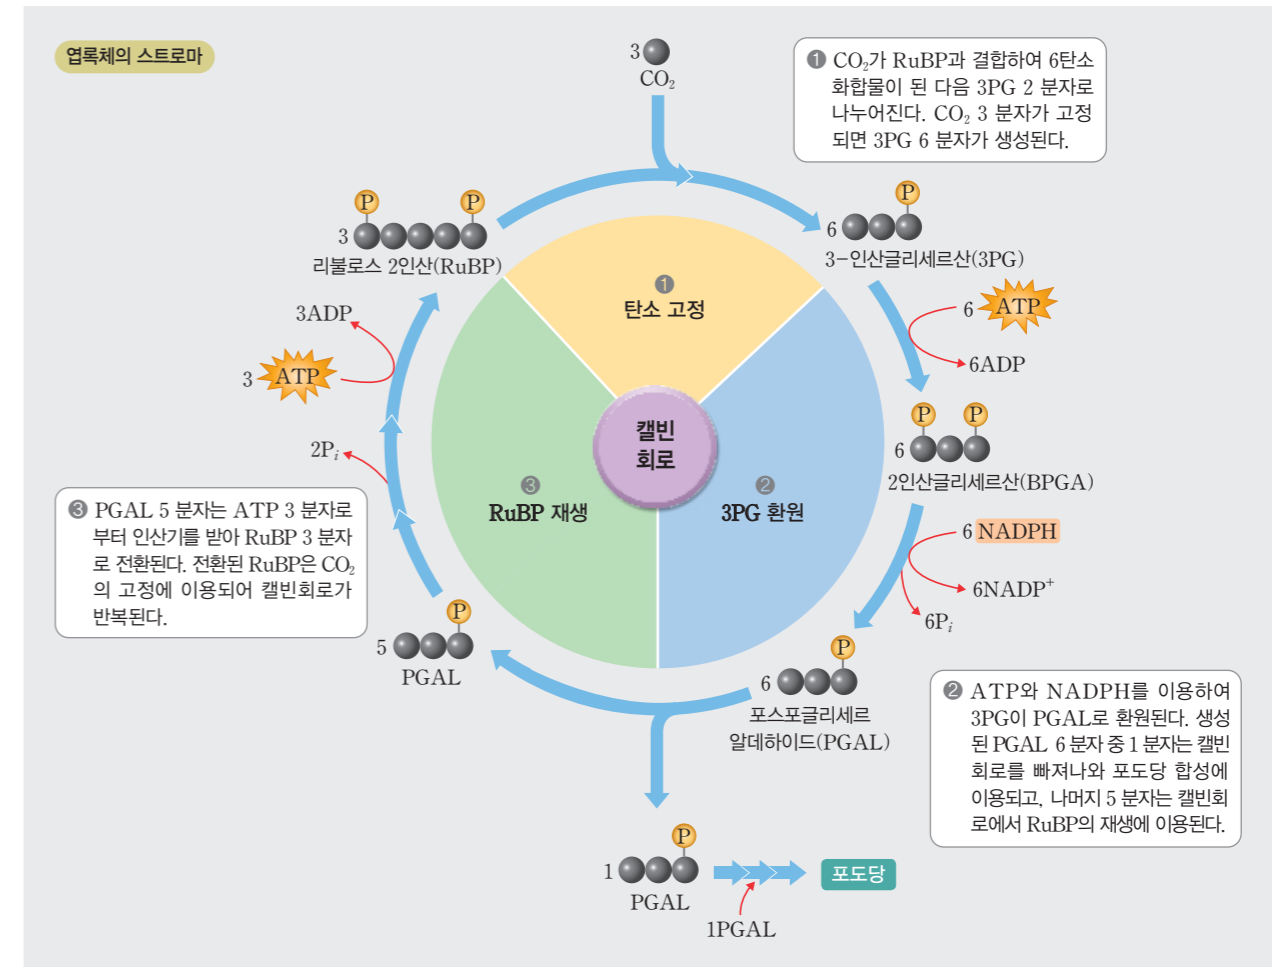 엽록체의 스트로마
3
CO₂
❶ CO₂가 RuBP과 결합하여 6탄소
화합물이 된 다음 3PG 2 분자로
나누어진다. CO₂ 3 분자가 고정
되면 3PG 6 분자가 생성된다.
P
P
3
리불로스 2인산(RuBP)
P
6
3-인산글리세르산(3PG)
❶
탄소 고정
6 ATP
6ADP
3ADP
3 ATP
2Pᵢ
캘빈
회로
P
P
6
2인산글리세르산(BPGA)
❸
RuBP 재생
❷
3PG 환원
6 NADPH
6NADP⁺
6Pᵢ
❸ PGAL 5 분자는 ATP 3 분자로
부터 인산기를 받아 RuBP 3 분자
로 전환된다. 전환된 RuBP은 CO₂
의 고정에 이용되어 캘빈회로가
반복된다.
P
5
PGAL
P
6
포스포글리세르
알데하이드(PGAL)
❷ ATP와 NADPH를 이용하여
3PG이 PGAL로 환원된다. 생성
된 PGAL 6 분자 중 1 분자는 캘빈
회로를 빠져나와 포도당 합성에
이용되고, 나머지 5 분자는 캘빈회
로에서 RuBP의 재생에 이용된다.
P
1
PGAL
포도당
1PGAL